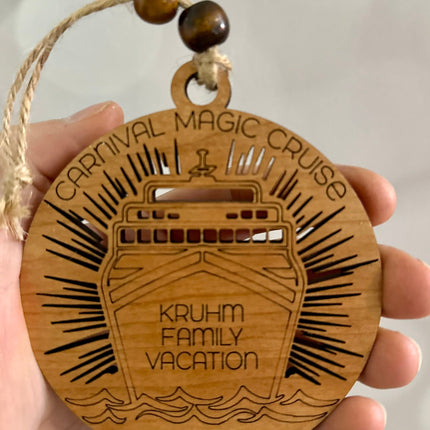 CARNIVAL MAGIC CRUISE
KRUHM
FAMILY
VACATION